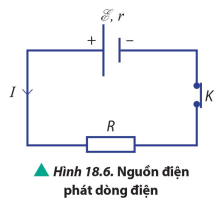 ℰ, r
+ −
I
K
R
▲ Hình 18.6. Nguồn điện
phát dòng điện